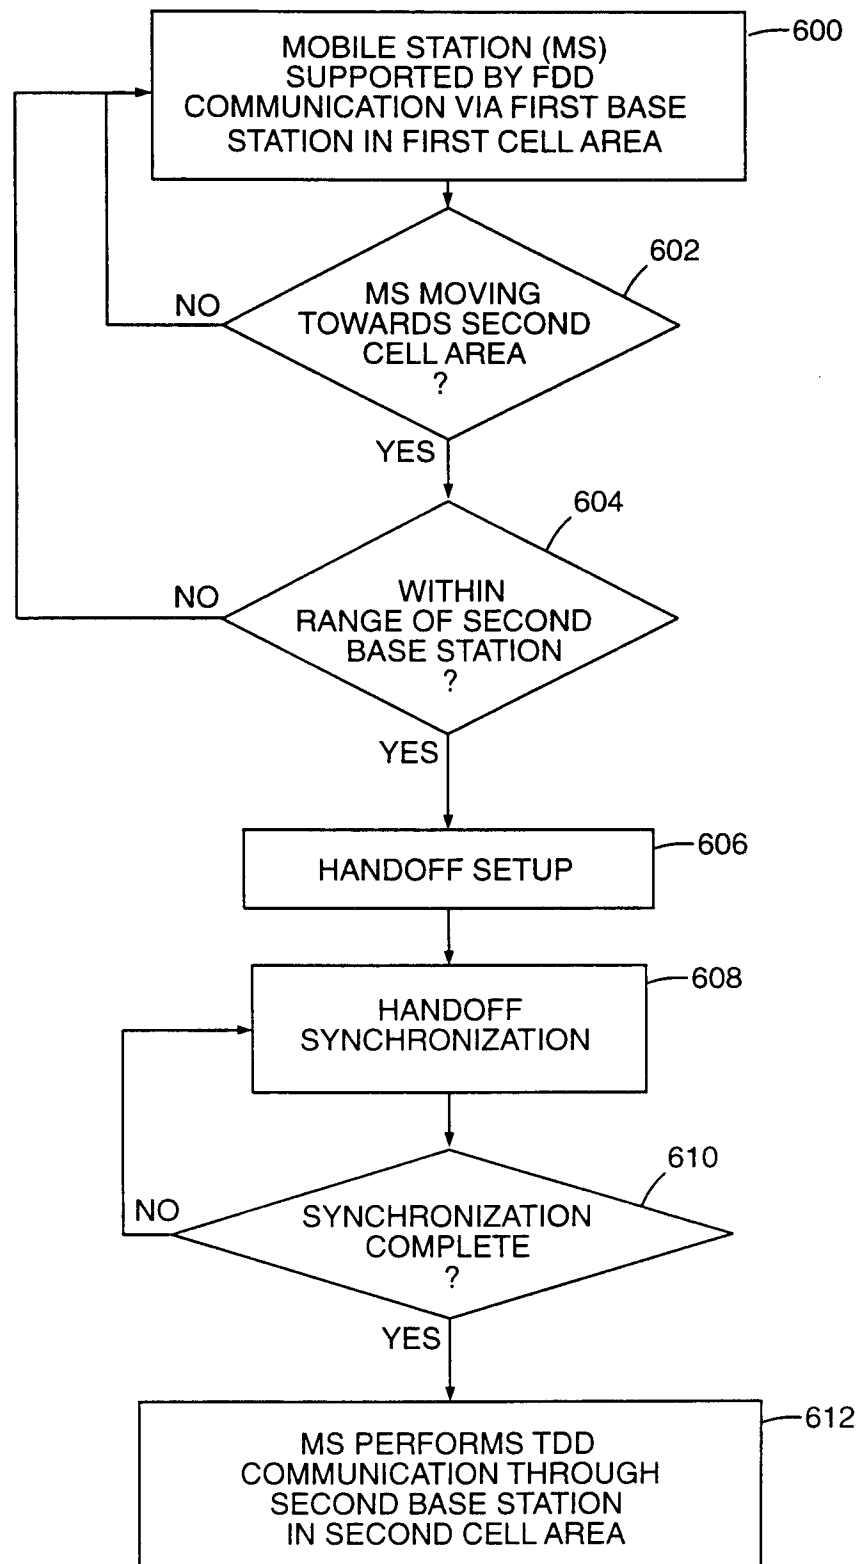 600
MOBILE STATION (MS)
SUPPORTED BY FDD
COMMUNICATION VIA FIRST BASE
STATION IN FIRST CELL AREA
602
NO
MS MOVING
TOWARDS SECOND
CELL AREA
?
YES
604
NO
WITHIN
RANGE OF SECOND
BASE STATION
?
YES
606
HANDOFF SETUP
608
HANDOFF
SYNCHRONIZATION
610
NO
SYNCHRONIZATION
COMPLETE
?
YES
612
MS PERFORMS TDD
COMMUNICATION THROUGH
SECOND BASE STATION
IN SECOND CELL AREA